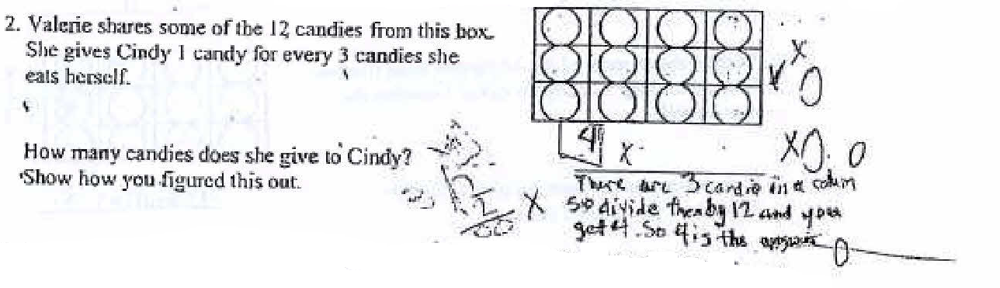 2. Valerie shares some of the 12 candies from this box.
She gives Cindy 1 candy for every 3 candies she
eats herself.
How many candies does she give to Cindy?
Show how you figured this out.
4
x
x
0
x 0 0
x
There are 3 candie in a colum
so divide them by 12 and you
get 4. So 4 is the answer
0